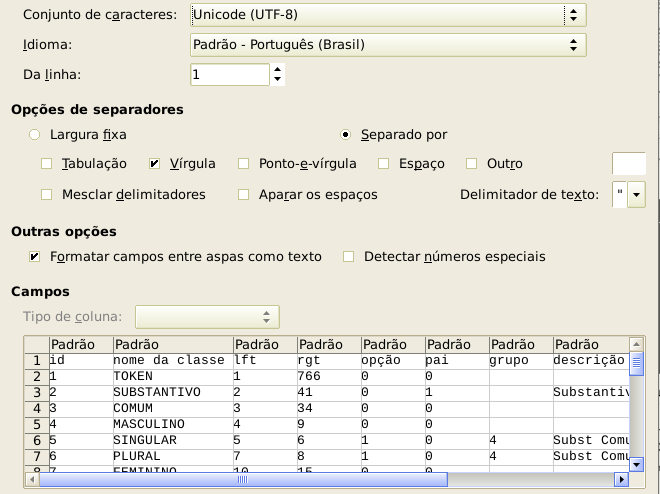 Conjunto de caracteres: Unicode (UTF-8)
Idioma: Padrão - Português (Brasil)
Da linha: 1
Opções de separadores
Largura fixa Separado por
Tabulação Vírgula Ponto-e-vírgula Espaço Outro
Mesclar delimitadores Aparar os espaços Delimitador de texto: "
Outras opções
Formatar campos entre aspas como texto Detectar números especiais
Campos
Tipo de coluna:
Padrão Padrão Padrão Padrão Padrão Padrão Padrão Padrão
1 id nome da classe lft rgt opção pai grupo descrição
2 1 TOKEN 1 766 0 0
3 2 SUBSTANTIVO 2 41 0 1 Substantiv
4 3 COMUM 3 34 0 0
5 4 MASCULINO 4 9 0 0
6 5 SINGULAR 5 6 1 0 4 Subst Comu
7 6 PLURAL 7 8 1 0 4 Subst Comu
8 7 FEMININO 10 15 0 0